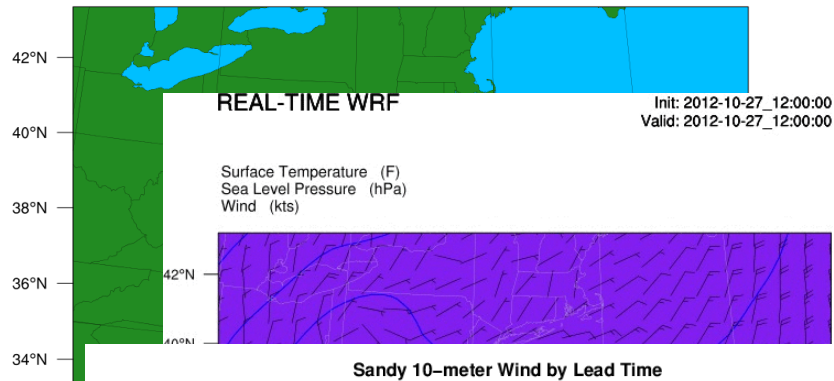 42°N
40°N
38°N
36°N
34°N
REAL-TIME WRF
Init: 2012-10-27_12:00:00
Valid: 2012-10-27_12:00:00
Surface Temperature (F)
Sea Level Pressure (hPa)
Wind (kts)
42°N
40°N
Sandy 10-meter Wind by Lead Time